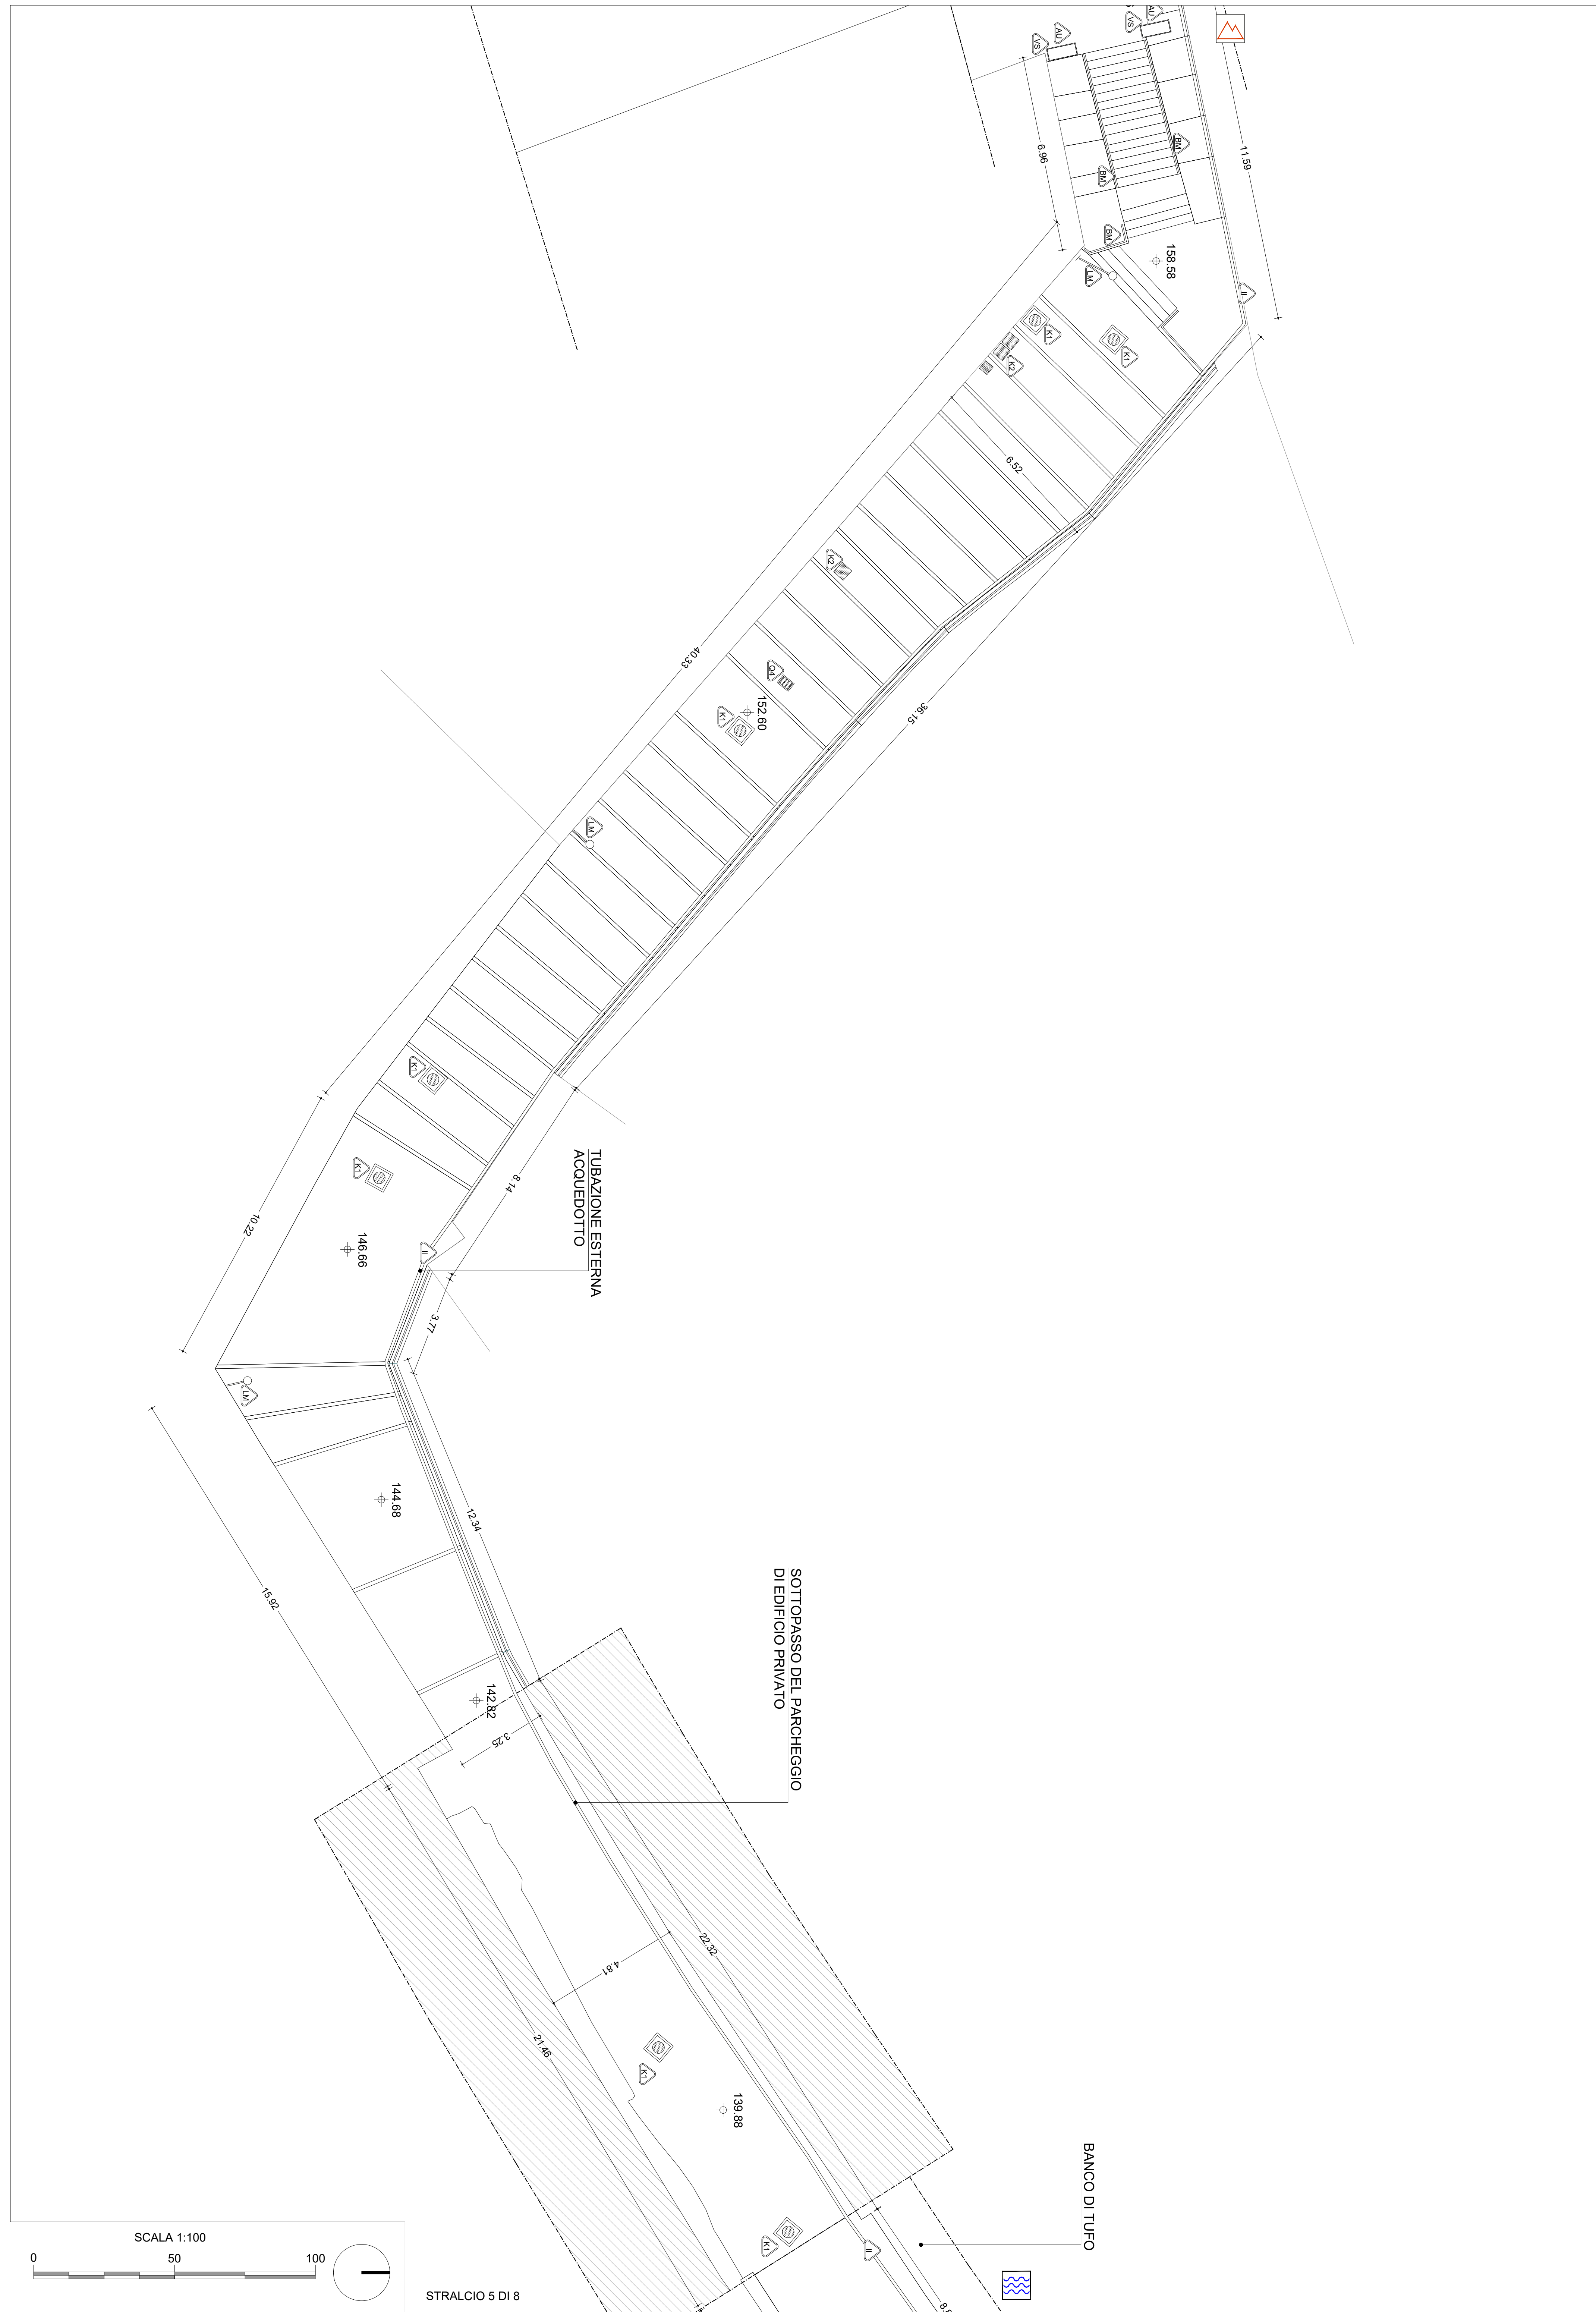 VS
AU
VS
AU
6.96
11.59
BM
BM
BM
158.58
LM
II
K1
K1
K2
6.52
K2
40.33
Q4
152.60
K1
36.15
LM
K1
K1
8.14
TUBAZIONE ESTERNA
ACQUEDOTTO
10.22
146.66
II
3.77
LM
144.68
12.34
15.92
SOTTOPASSO DEL PARCHEGGIO
DI EDIFICIO PRIVATO
142.82
3.25
22.32
4.81
21.46
K1
139.88
BANCO DI TUFO
K1
II
SCALA 1:100
0 50 100
STRALCIO 5 DI 8